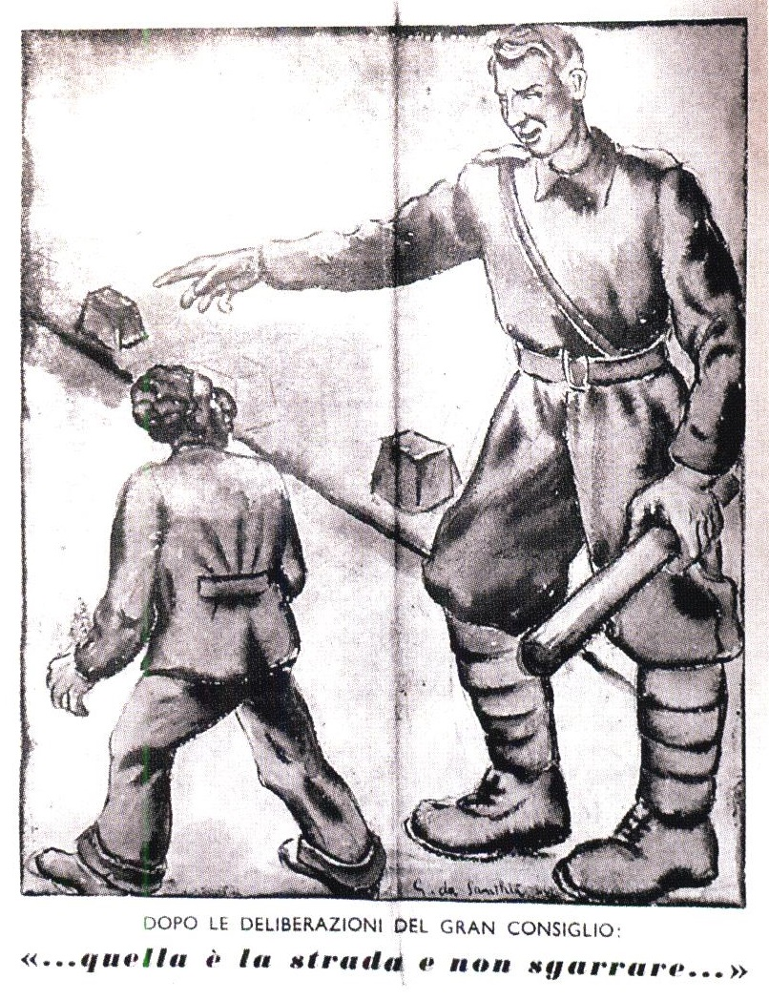 DOPO LE DELIBERAZIONI DEL GRAN CONSIGLIO:
«...quella è la strada e non sgarrare...»